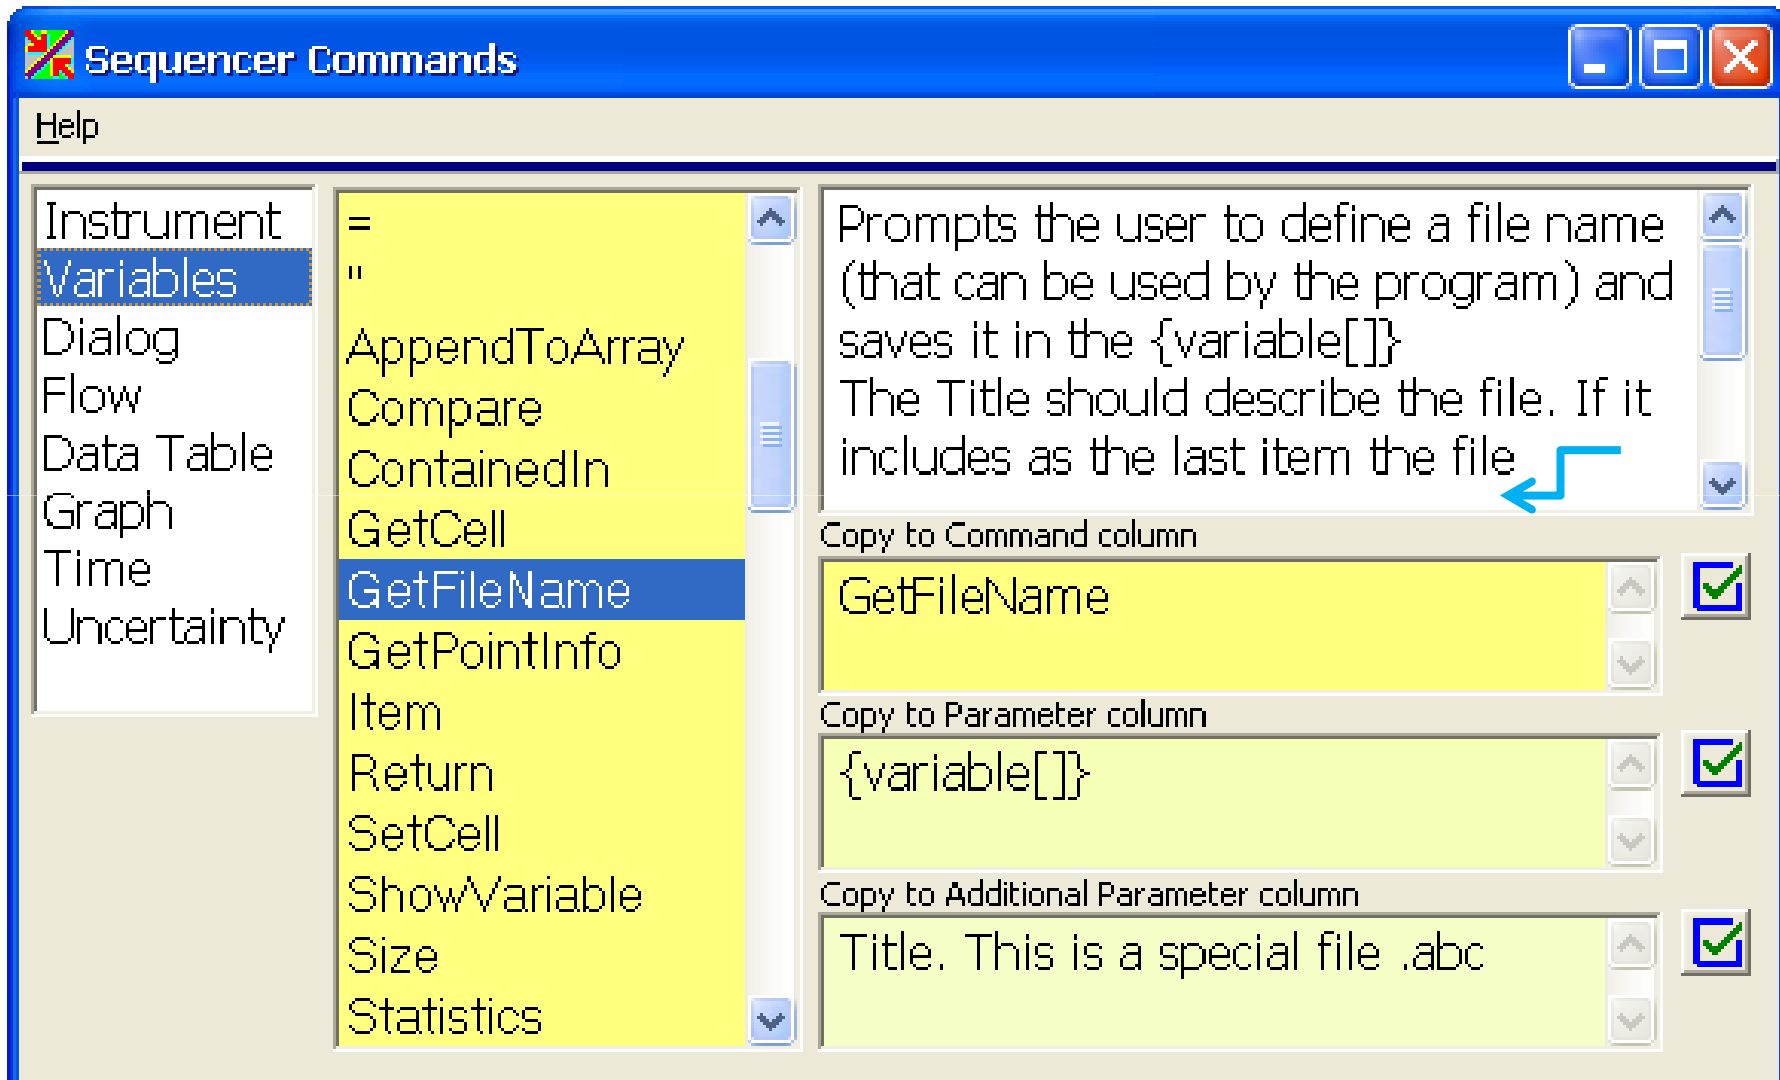 Sequencer Commands
Help
Instrument
Variables
Dialog
Flow
Data Table
Graph
Time
Uncertainty
=
"
AppendToArray
Compare
ContainedIn
GetCell
GetFileName
GetPointInfo
Item
Return
SetCell
ShowVariable
Size
Statistics
Prompts the user to define a file name
(that can be used by the program) and
saves it in the {variable[]}
The Title should describe the file. If it
includes as the last item the file
Copy to Command column
GetFileName
Copy to Parameter column
{variable[]}
Copy to Additional Parameter column
Title. This is a special file .abc